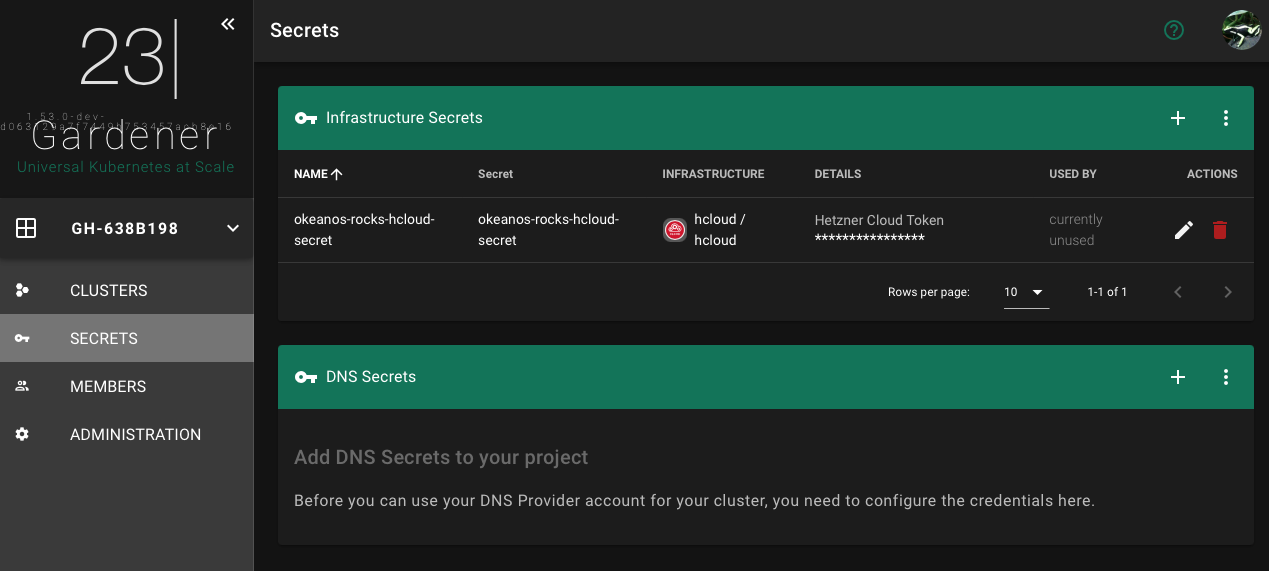 23|
1.53.0-dev-
Gardener
Universal Kubernetes at Scale
GH-638B198
CLUSTERS
SECRETS
MEMBERS
ADMINISTRATION
Secrets
Infrastructure Secrets
NAME Secret INFRASTRUCTURE DETAILS USED BY ACTIONS
okeanos-rocks-hcloud- okeanos-rocks-hcloud- hcloud / Hetzner Cloud Token currently
secret secret hcloud **************** unused
Rows per page: 10 1-1 of 1
DNS Secrets
Add DNS Secrets to your project
Before you can use your DNS Provider account for your cluster, you need to configure the credentials here.